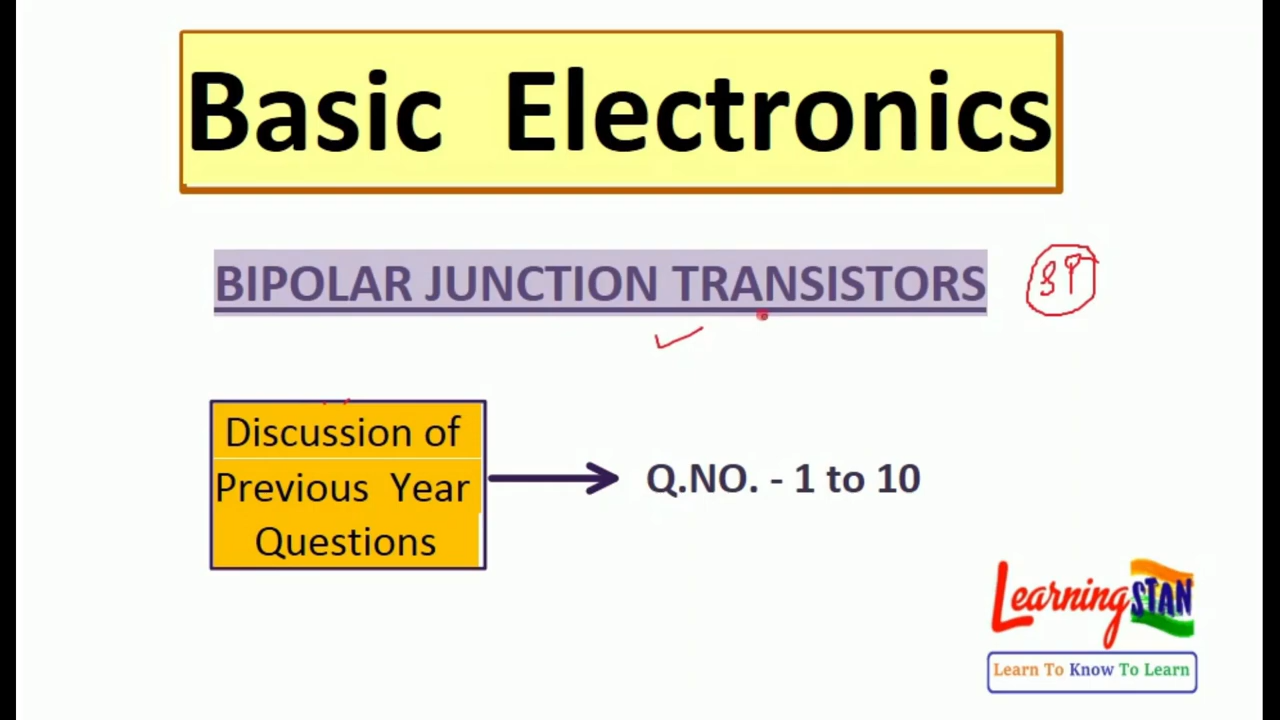 Basic Electronics
BIPOLAR JUNCTION TRANSISTORS
Discussion of
Previous Year
Questions
Q.NO. - 1 to 10
LearningSTAN
Learn To Know To Learn